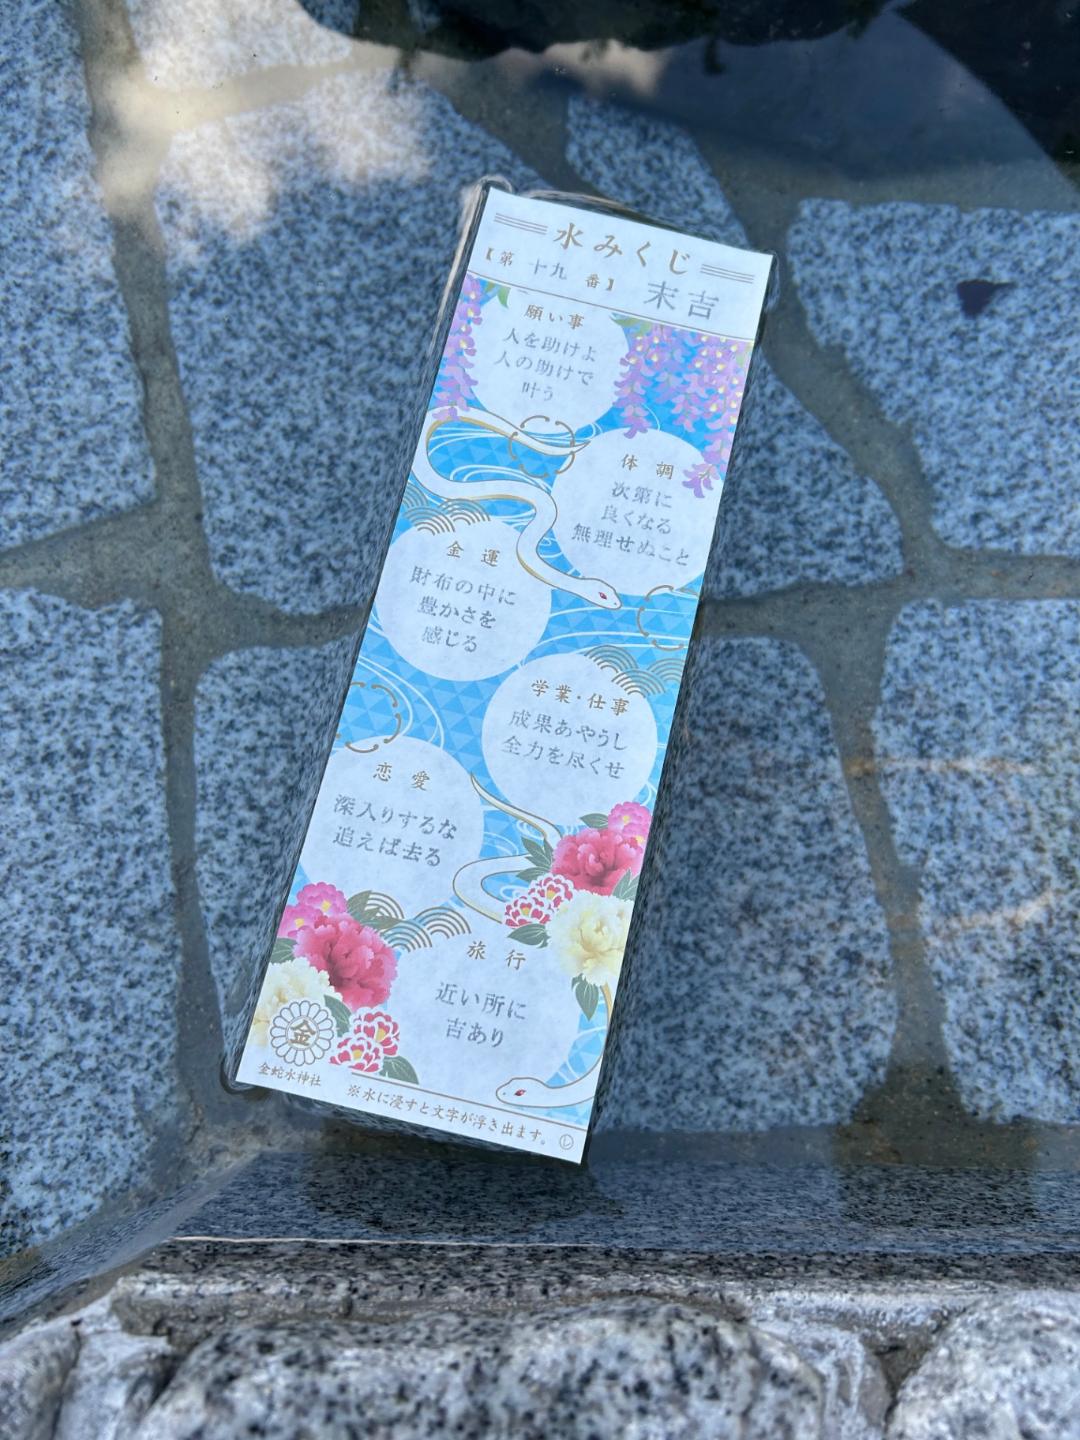 水みくじ
【第 十九 番】 末吉
願い事
人を助けよ
人の助けで
叶う
体調
次第に
良くなる
無理せぬこと
金運
財布の中に
豊かさを
感じる
学業・仕事
成果あやうし
全力を尽くせ
恋愛
深入りするな
追えば去る
旅行
近い所に
吉あり
金
金蛇水神社
※水に浸すと文字が浮き出ます。 Ⓛ